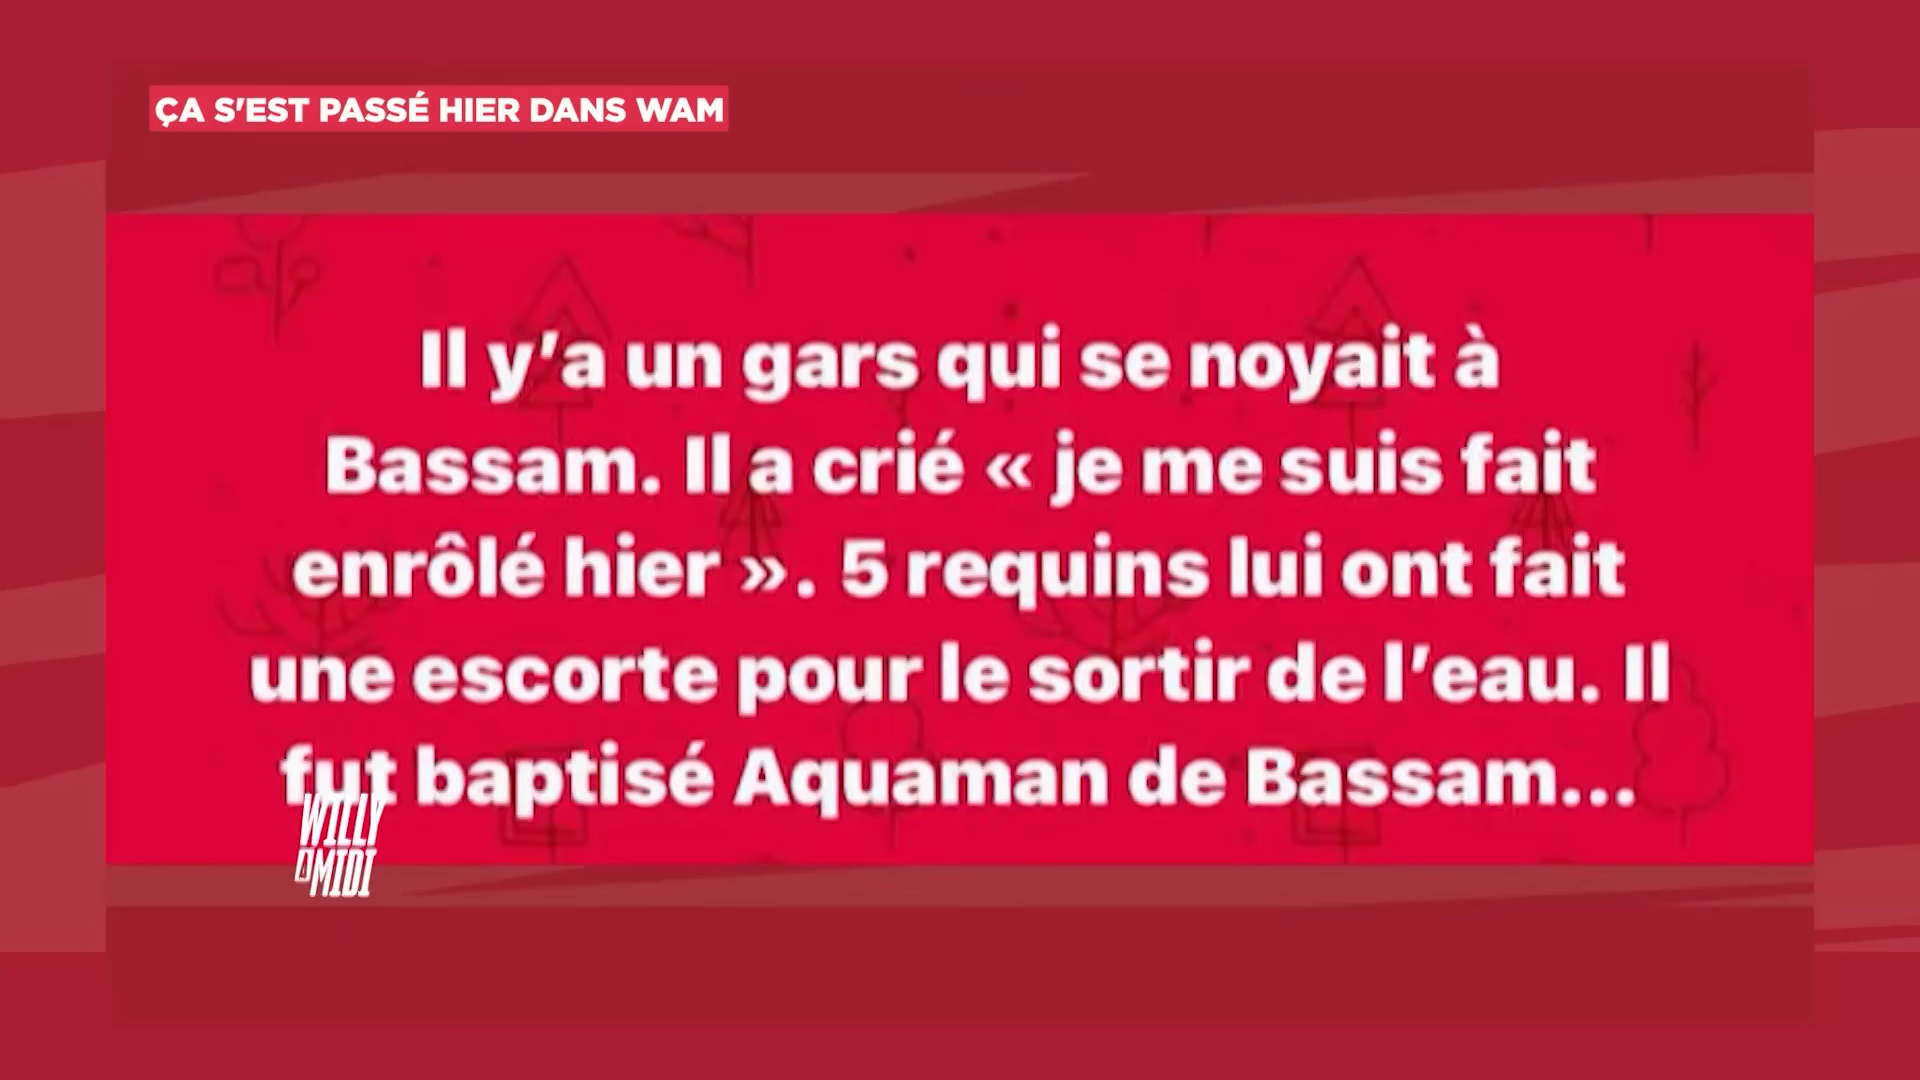 ÇA S'EST PASSÉ HIER DANS WAM
Il y’a un gars qui se noyait à
Bassam. Il a crié « je me suis fait
enrôlé hier ». 5 requins lui ont fait
une escorte pour le sortir de l’eau. Il
fut baptisé Aquaman de Bassam...
WILLY
À MIDI